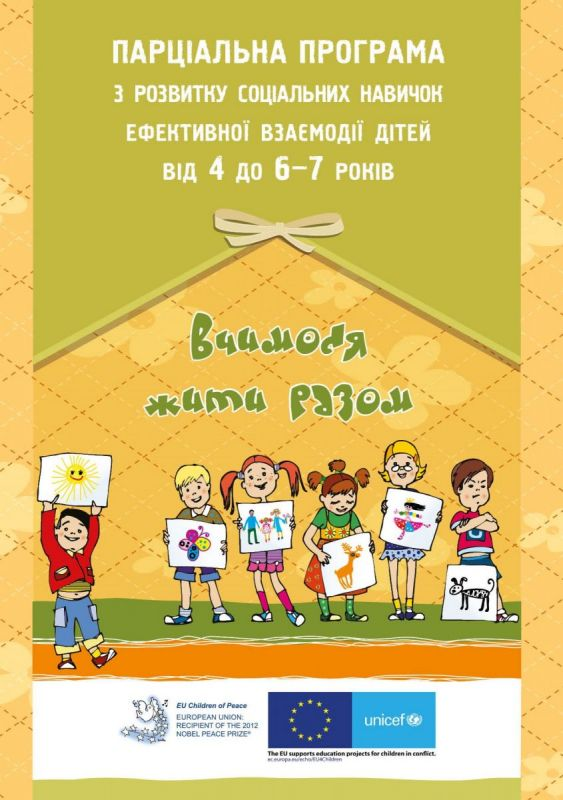 ПАРЦІАЛЬНА ПРОГРАМА
З РОЗВИТКУ СОЦІАЛЬНИХ НАВИЧОК
ЕФЕКТИВНОЇ ВЗАЄМОДІЇ ДІТЕЙ
ВІД 4 ДО 6–7 РОКІВ
Вчимося
жити разом
EU Children of Peace
EUROPEAN UNION:
RECIPIENT OF THE 2012
NOBEL PEACE PRIZE®
unicef
The EU supports education projects for children in conflict.
ec.europa.eu/echo/EU4Children